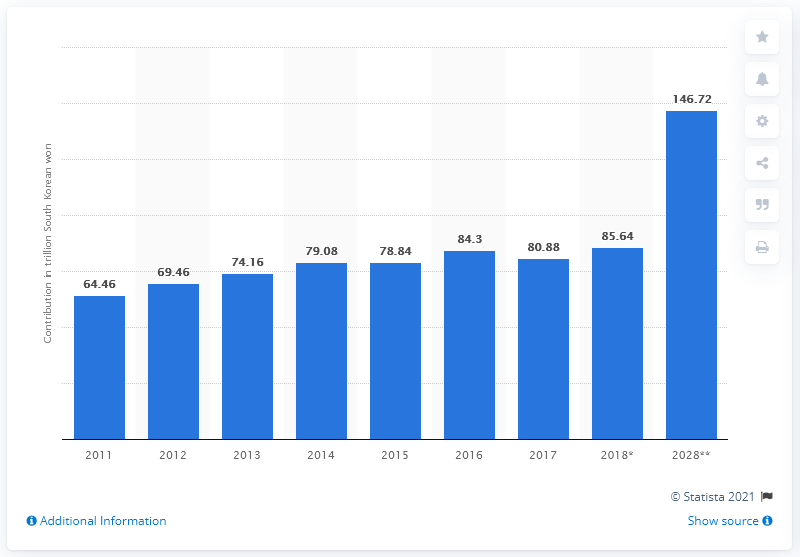 Contribution in trillion South Korean won
146.72
85.64
84.3
80.88
79.08
78.84
74.16
69.46
64.46
2011 2012 2013 2014 2015 2016 2017 2018* 2028**
© Statista 2021
Additional Information
Show source